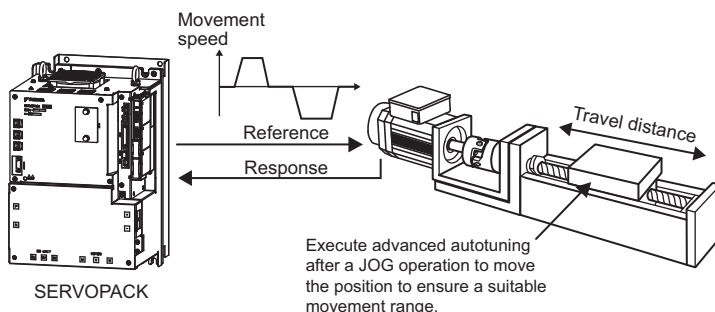 Movement
speed
Reference
Response
Travel distance
Execute advanced autotuning
after a JOG operation to move
the position to ensure a suitable
movement range.
SERVOPACK